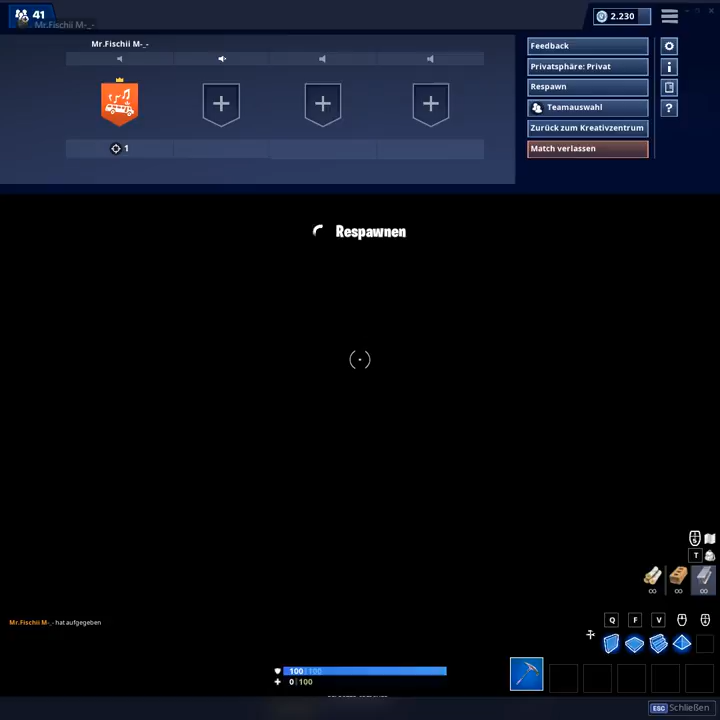 41
Mr.Fischii M-_-
2.230
Mr.Fischii M-_-
1
Feedback
Privatsphäre: Privat
Respawn
Teamauswahl
Zurück zum Kreativzentrum
Match verlassen
Respawnen
S
T
∞ ∞ ∞
Mr.Fischii M-_- hat aufgegeben
Q F V
100|100
0|100
ESC Schließen